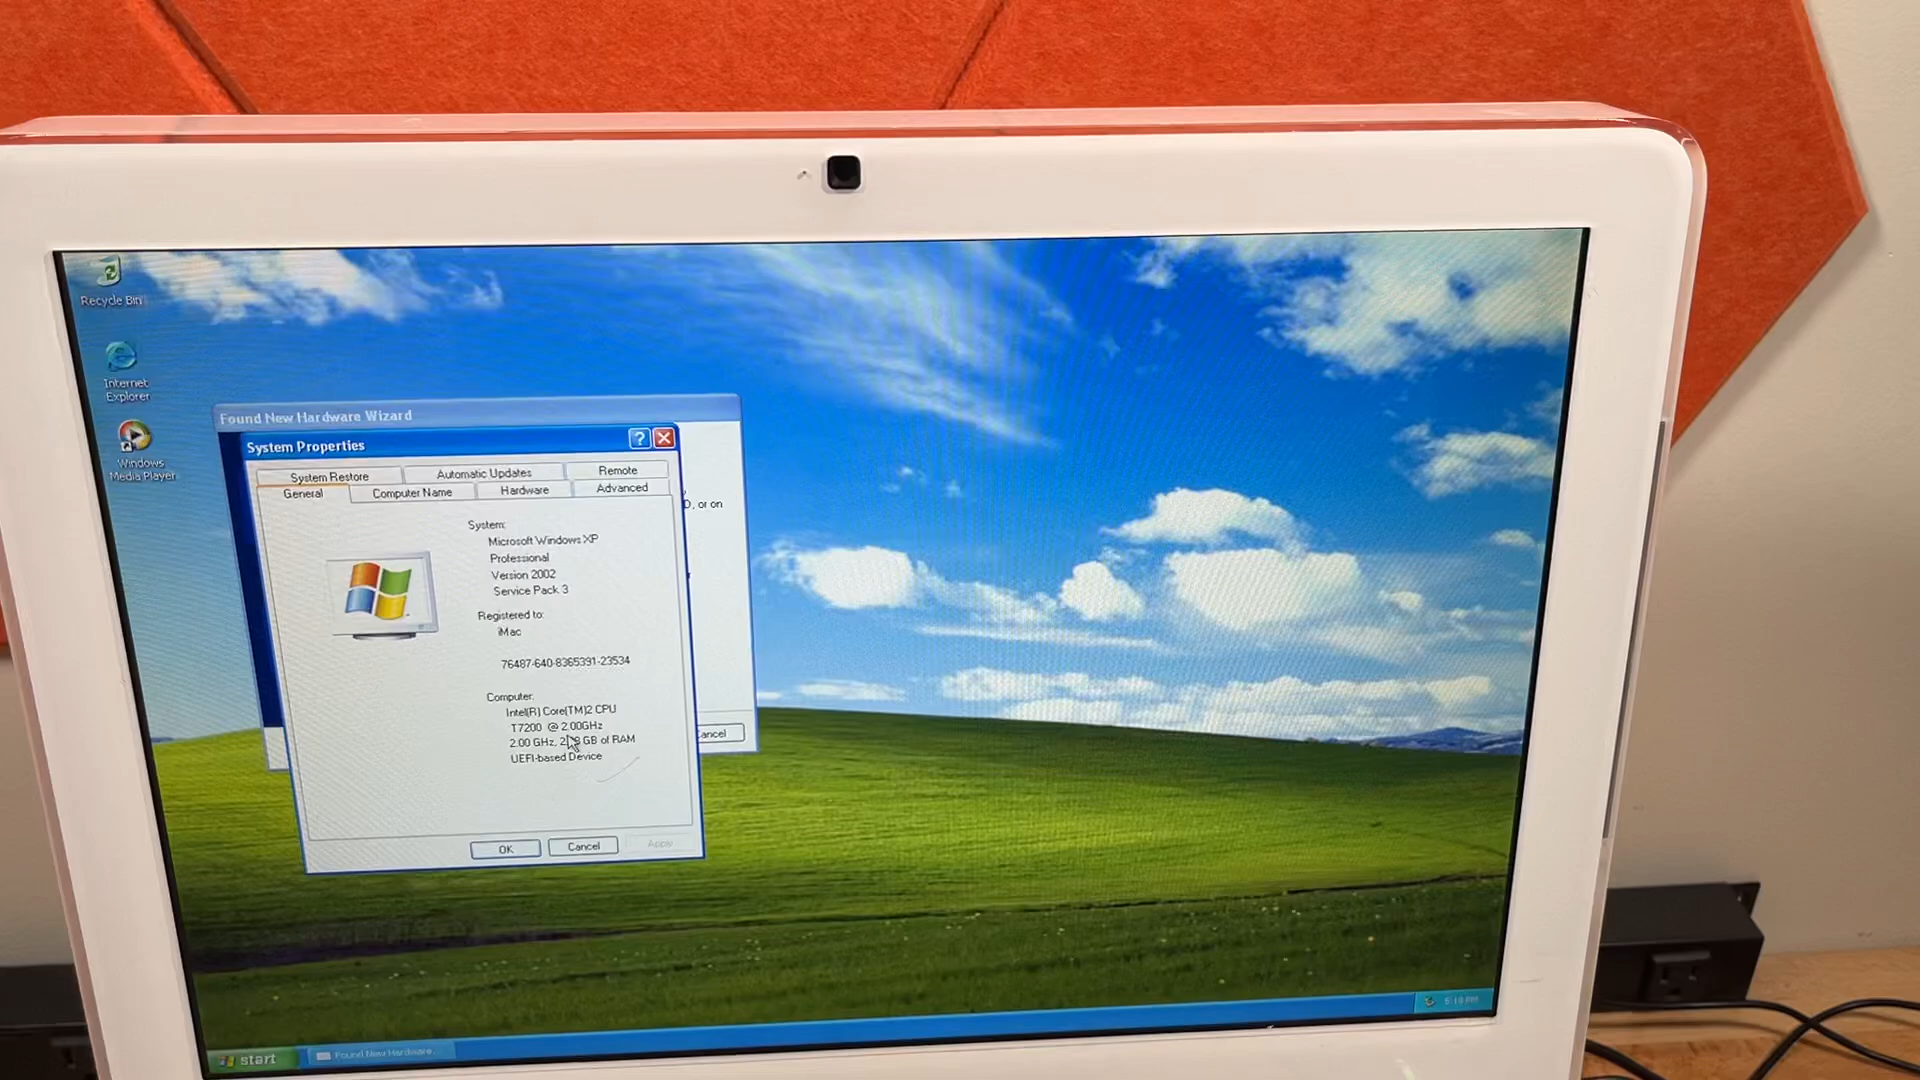 Recycle Bin
Internet
Explorer
Windows
Media Player
Found New Hardware Wizard
System Properties
System Restore
Automatic Updates
Remote
General
Computer Name
Hardware
Advanced
D, or on
System:
Microsoft Windows XP
Professional
Version 2002
Service Pack 3
Registered to:
iMac
76487-640-8365391-23534
Computer:
Intel(R) Core(TM)2 CPU
T7200 @ 2.00GHz
2.00 GHz, GB of RAM
UEFI-based Device
ancel
OK
Cancel
Apply
start
Found New Hardware...